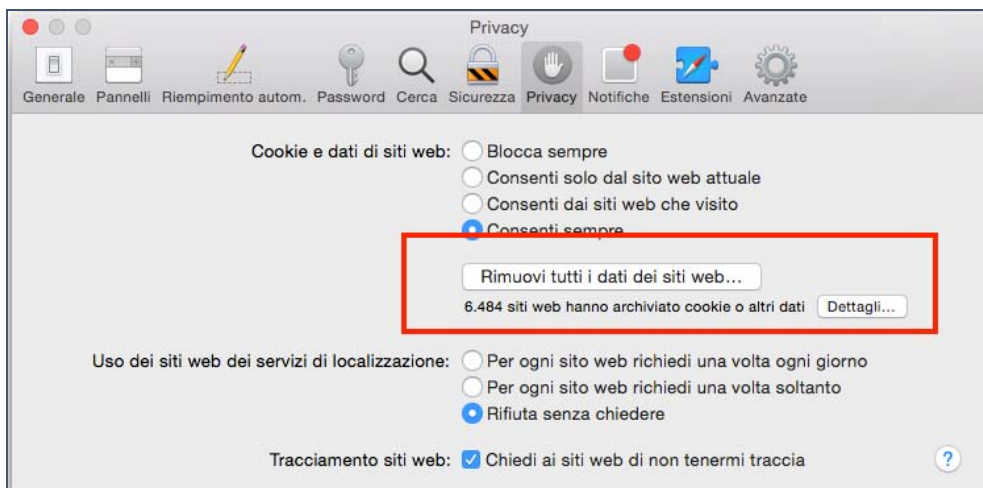 Privacy
Generale Pannelli Riempimento autom. Password Cerca Sicurezza Privacy Notifiche Estensioni Avanzate
Cookie e dati di siti web: Blocca sempre
Consenti solo dal sito web attuale
Consenti dai siti web che visito
Consenti sempre
Rimuovi tutti i dati dei siti web...
6.484 siti web hanno archiviato cookie o altri dati Dettagli...
Uso dei siti web dei servizi di localizzazione: Per ogni sito web richiedi una volta ogni giorno
Per ogni sito web richiedi una volta soltanto
Rifiuta senza chiedere
Tracciamento siti web: Chiedi ai siti web di non tenermi traccia ?